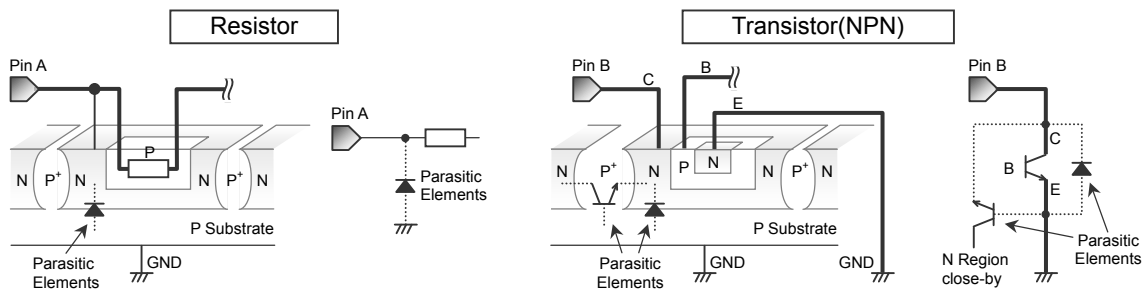 Resistor
Transistor(NPN)
Pin A
P
N
P+
N
N
P+
N
Parasitic
Elements
P Substrate
GND
Pin A
Parasitic
Elements
Pin B
C
B
E
N
P+
N
P
N
N
P+
N
P Substrate
Parasitic
Elements
GND
GND
Pin B
C
B
E
Parasitic
Elements
N Region
close-by